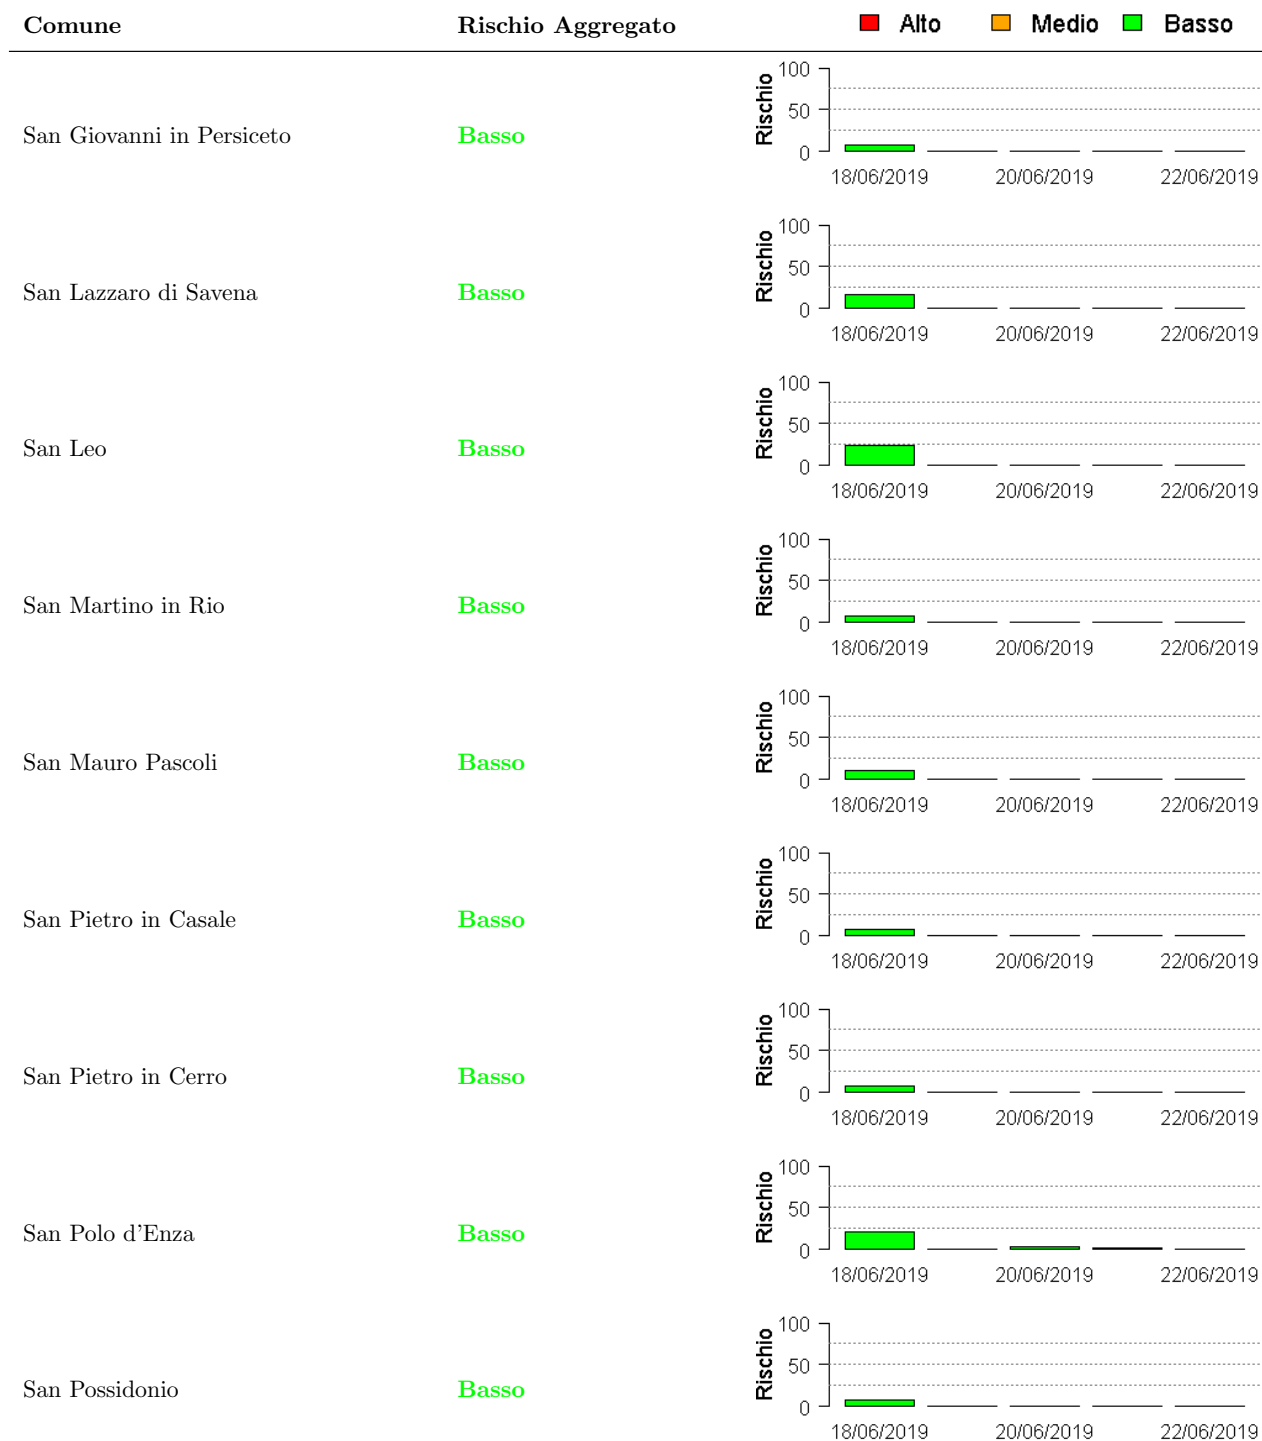 Comune Rischio Aggregato Alto Medio Basso
100
50
0
Rischio
San Giovanni in Persiceto Basso
18/06/2019 20/06/2019 22/06/2019
100
50
0
Rischio
San Lazzaro di Savena Basso
18/06/2019 20/06/2019 22/06/2019
100
50
0
Rischio
San Leo Basso
18/06/2019 20/06/2019 22/06/2019
100
50
0
Rischio
San Martino in Rio Basso
18/06/2019 20/06/2019 22/06/2019
100
50
0
Rischio
San Mauro Pascoli Basso
18/06/2019 20/06/2019 22/06/2019
100
50
0
Rischio
San Pietro in Casale Basso
18/06/2019 20/06/2019 22/06/2019
100
50
0
Rischio
San Pietro in Cerro Basso
18/06/2019 20/06/2019 22/06/2019
100
50
0
Rischio
San Polo d'Enza Basso
18/06/2019 20/06/2019 22/06/2019
100
50
0
Rischio
San Possidonio Basso
18/06/2019 20/06/2019 22/06/2019